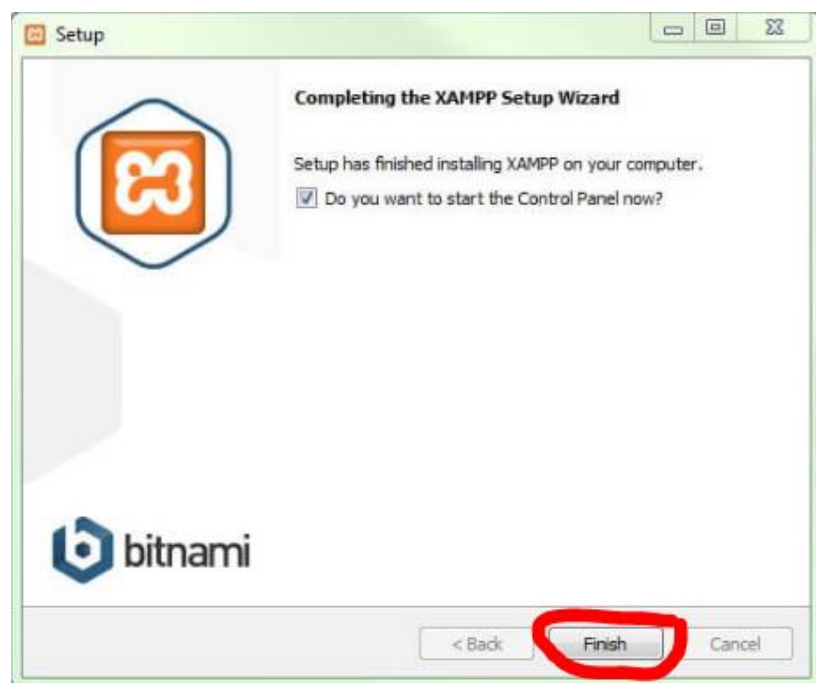 Setup
Completing the XAMPP Setup Wizard
Setup has finished installing XAMPP on your computer.
Do you want to start the Control Panel now?
bitnami
< Back
Finish
Cancel